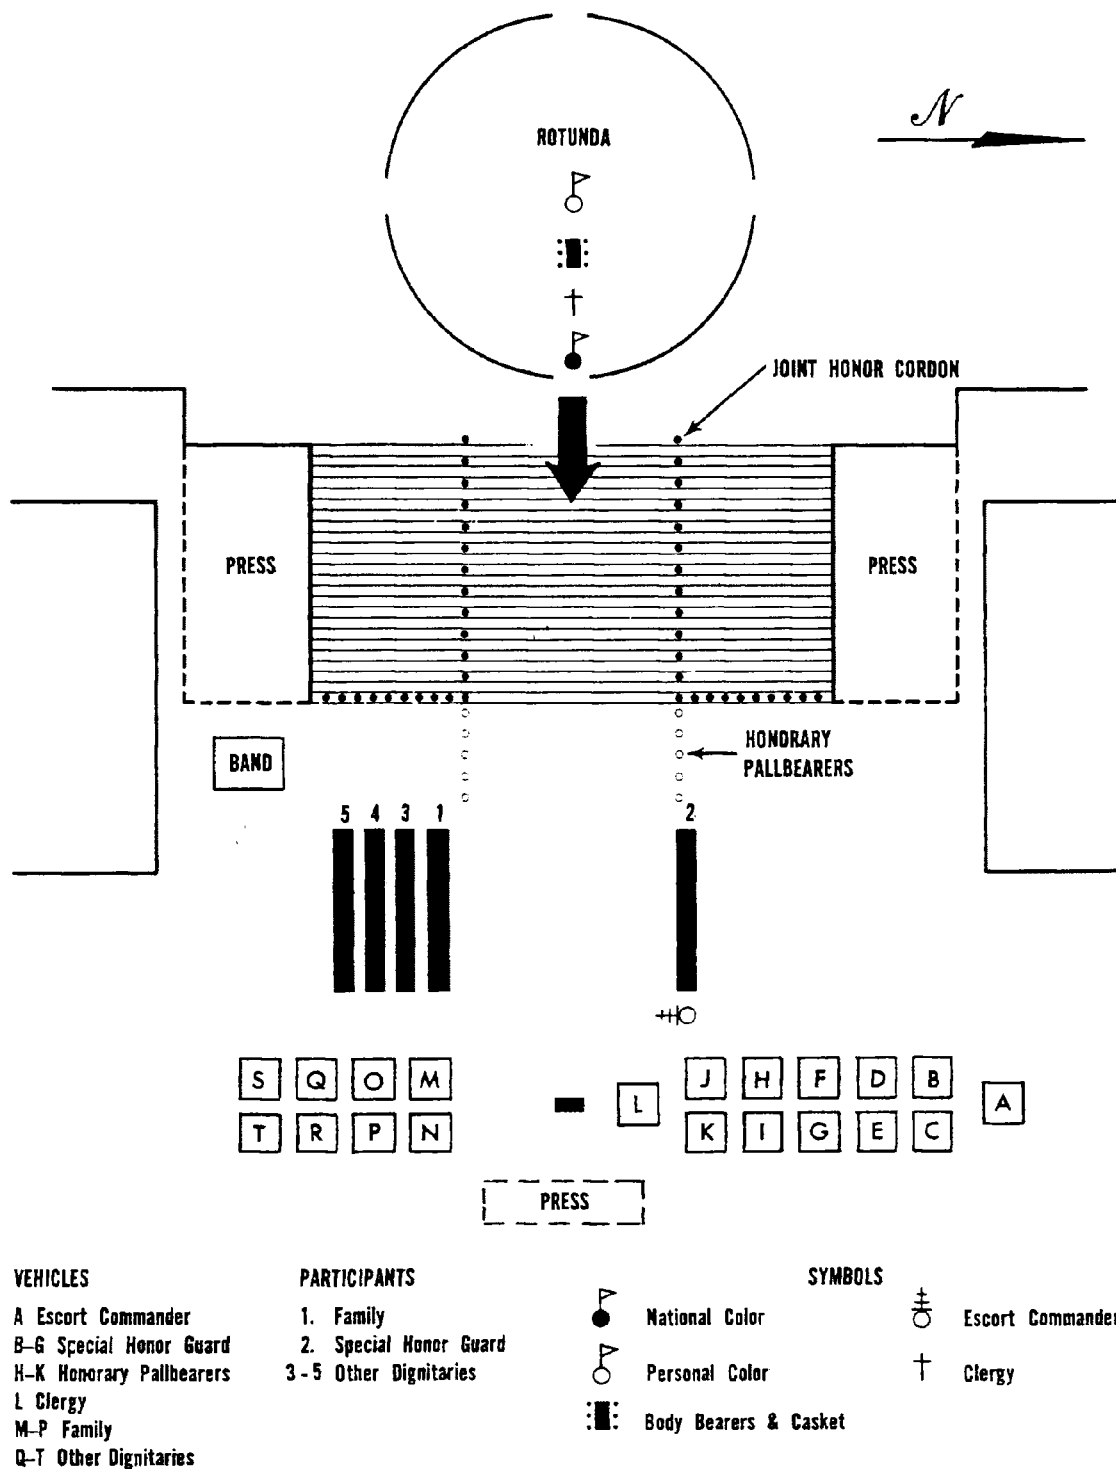 N
ROTUNDA
JOINT HONOR CORDON
PRESS
PRESS
BAND
HONORARY
PALLBEARERS
5 4 3 1
2
S Q O M
J H F D B
L
A
T R P N
K I G E C
PRESS
VEHICLES
A Escort Commander
B-G Special Honor Guard
H-K Honorary Pallbearers
L Clergy
M-P Family
Q-T Other Dignitaries
PARTICIPANTS
1. Family
2. Special Honor Guard
3-5 Other Dignitaries
SYMBOLS
National Color
Personal Color
Body Bearers & Casket
Escort Commander
Clergy